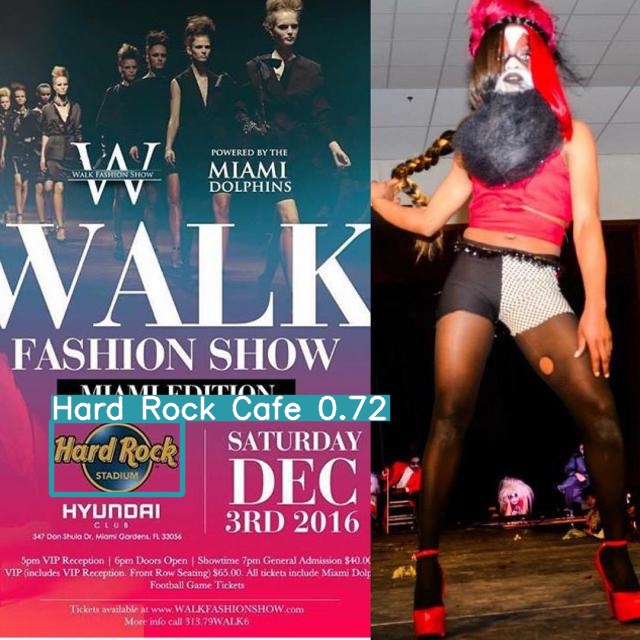 W
WALK FASHION SHOW
POWERED BY THE
MIAMI
DOLPHINS
WALK
FASHION SHOW
MIAMI EDITION
Hard Rock Cafe 0.72
Hard Rock
STADIUM
HYUNDAI
CLUB
347 Don Shula Dr, Miami Gardens, FL 33056
SATURDAY
DEC
3RD 2016
5pm VIP Reception | 6pm Doors Open | Showtime 7pm General Admission $40.00
VIP (includes VIP Reception. Front Row Seating) $65.00. All tickets include Miami Dolp
Football Game Tickets
Tickets available at www.WALKFASHIONSHOW.com
More info call 313.79WALK6